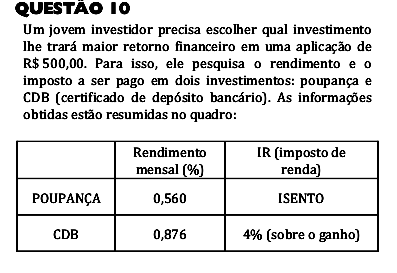 QUESTÃO 10
Um jovem investidor precisa escolher qual investimento
lhe trará maior retorno financeiro em uma aplicação de
R$ 500,00. Para isso, ele pesquisa o rendimento e o
imposto a ser pago em dois investimentos: poupança e
CDB (certificado de depósito bancário). As informações
obtidas estão resumidas no quadro:
Rendimento mensal (%)
IR (imposto de renda)
POUPANÇA 0,560 ISENTO
CDB 0,876 4% (sobre o ganho)